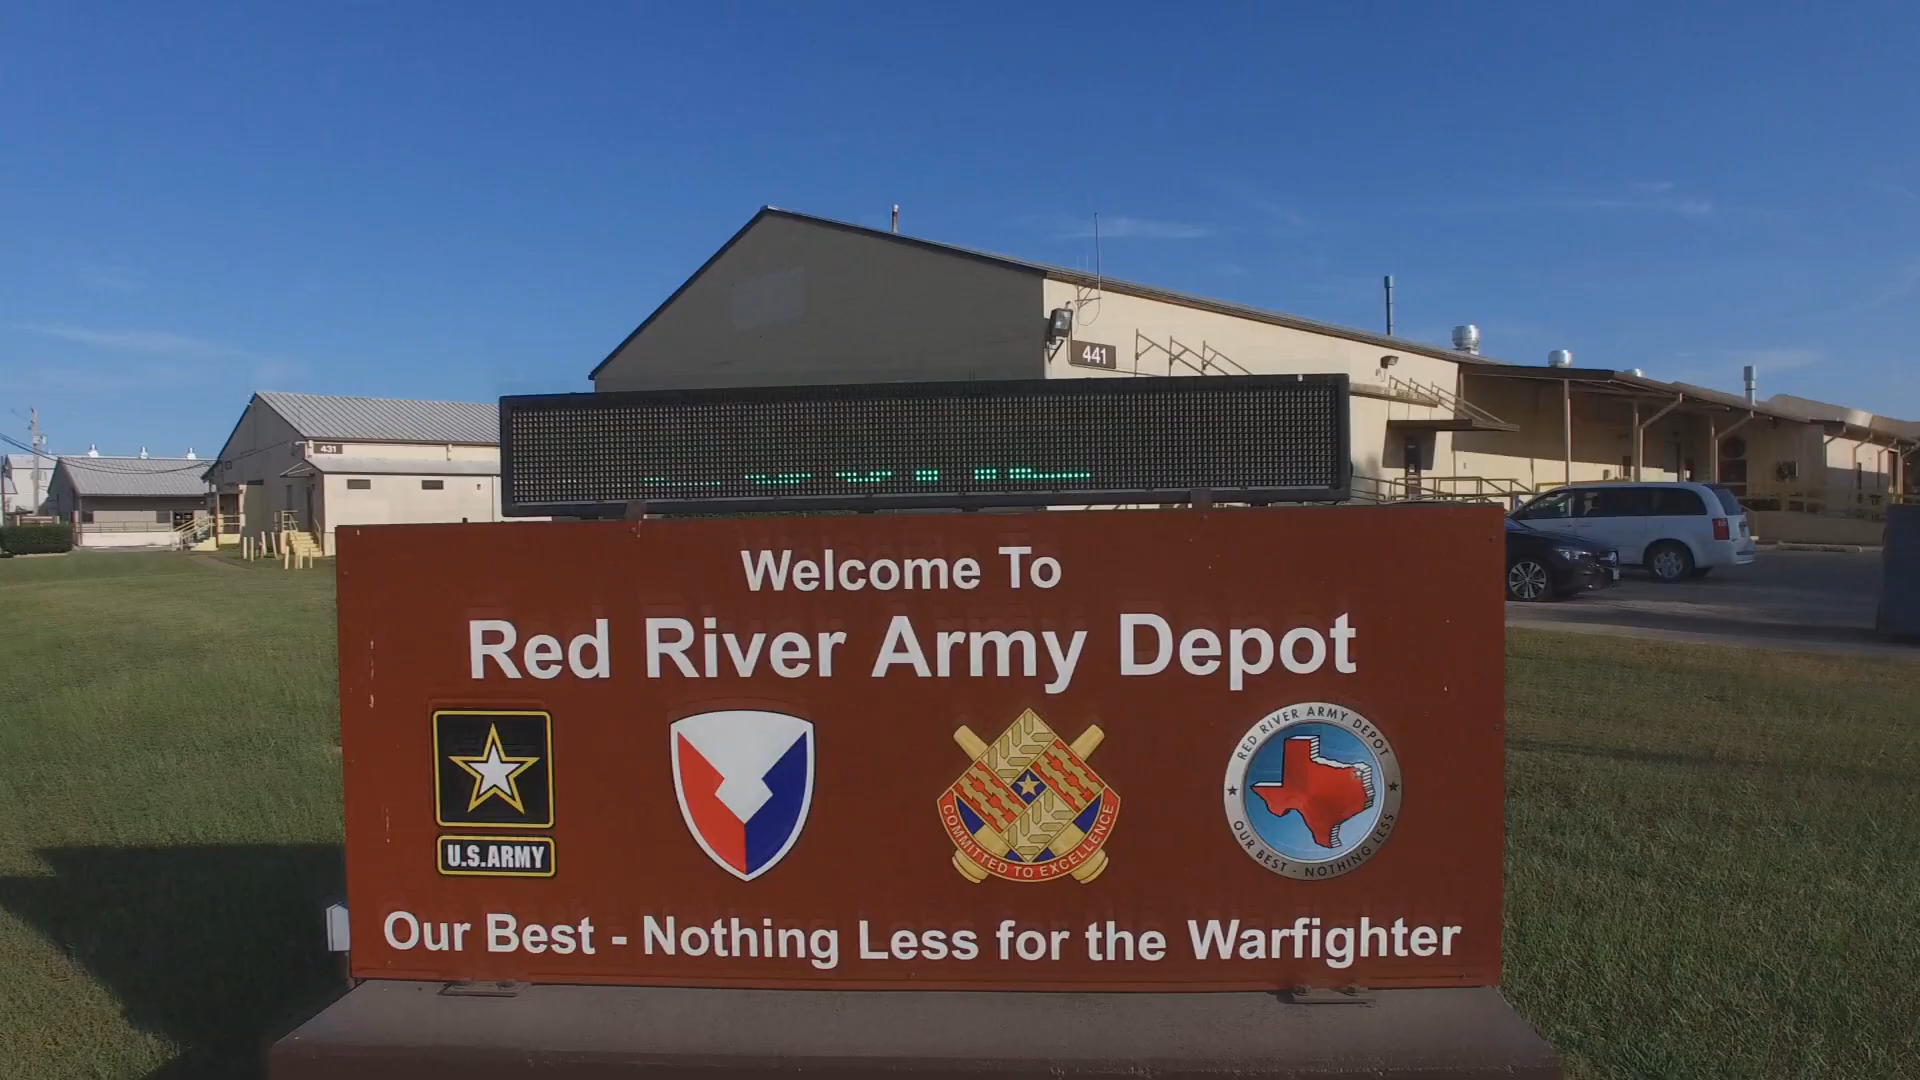 441
431
Welcome To
Red River Army Depot
U.S.ARMY
COMMITTED TO EXCELLENCE
RED RIVER ARMY DEPOT
OUR BEST - NOTHING LESS
Our Best - Nothing Less for the Warfighter